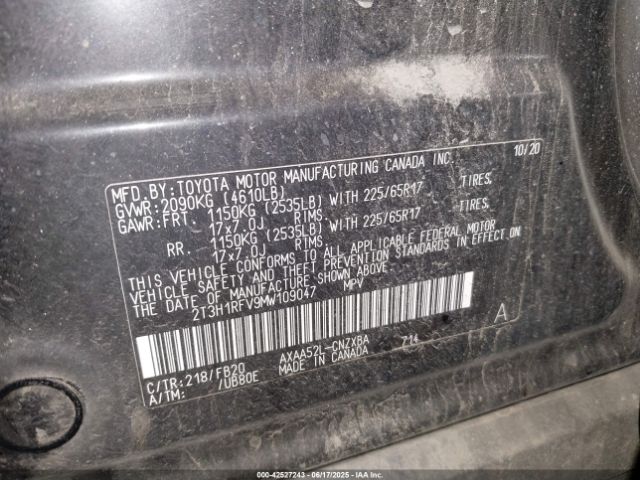 MFD.BY:TOYOTA MOTOR MANUFACTURING CANADA INC. 10/20
GVWR:2090KG (4610LB)
GAWR:FRT. 1150KG (2535LB) WITH 225/65R17 TIRES,
17x7.0J RIMS,
RR. 1150KG (2535LB) WITH 225/65R17 TIRES,
17x7.0J RIMS
THIS VEHICLE CONFORMS TO ALL APPLICABLE FEDERAL MOTOR
VEHICLE SAFETY AND THEFT PREVENTION STANDARDS IN EFFECT ON
THE DATE OF MANUFACTURE SHOWN ABOVE.
2T3H1RFV9MW109047 MPV
A
C/TR:218/FB20 AXAA52L-CNZXBA 714
A/TM: /UB80E MADE IN CANADA
000-42527243 - 06/17/2025 - IAA Inc.